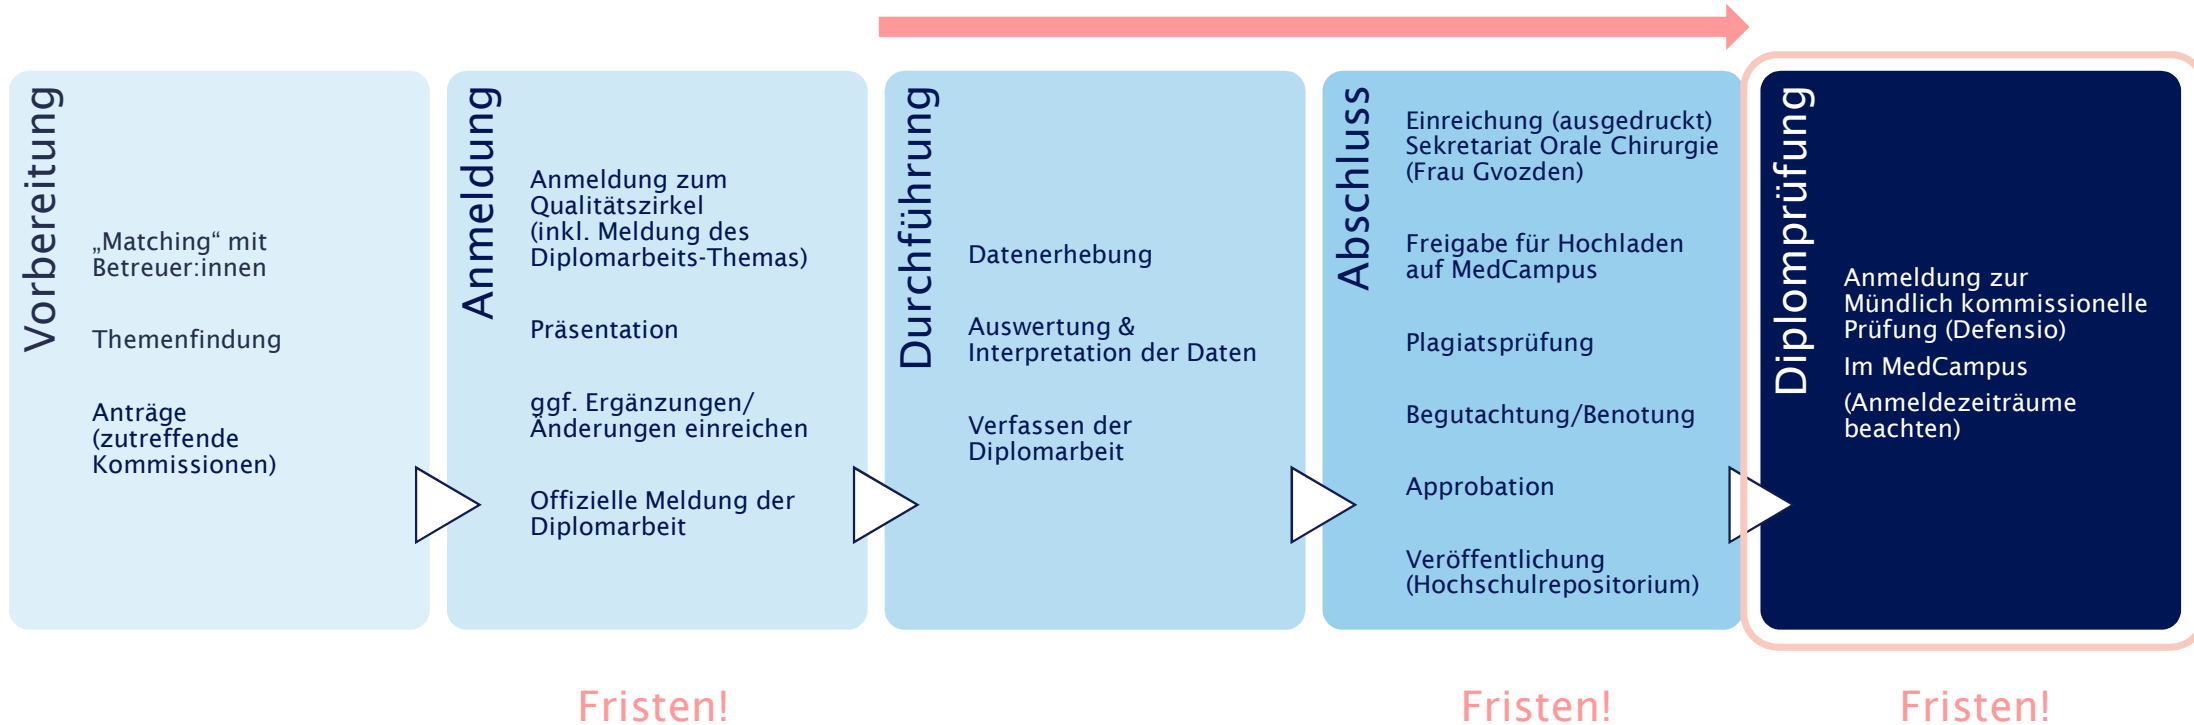 Vorbereitung
„Matching“ mit
Betreuer:innen
Themenfindung
Anträge
(zutreffende
Kommissionen)
Anmeldung
Anmeldung zum
Qualitätszirkel
(inkl. Meldung des
Diplomarbeits-Themas)
Präsentation
ggf. Ergänzungen/
Änderungen einreichen
Offizielle Meldung der
Diplomarbeit
Durchführung
Datenerhebung
Auswertung &
Interpretation der Daten
Verfassen der
Diplomarbeit
Abschluss
Einreichung (ausgedruckt)
Sekretariat Orale Chirurgie
(Frau Gvozden)
Freigabe für Hochladen
auf MedCampus
Plagiatsprüfung
Begutachtung/Benotung
Approbation
Veröffentlichung
(Hochschulrepositorium)
Diplomprüfung
Anmeldung zur
Mündlich kommissionelle
Prüfung (Defensio)
Im MedCampus
(Anmeldezeiträume
beachten)
Fristen!
Fristen!
Fristen!